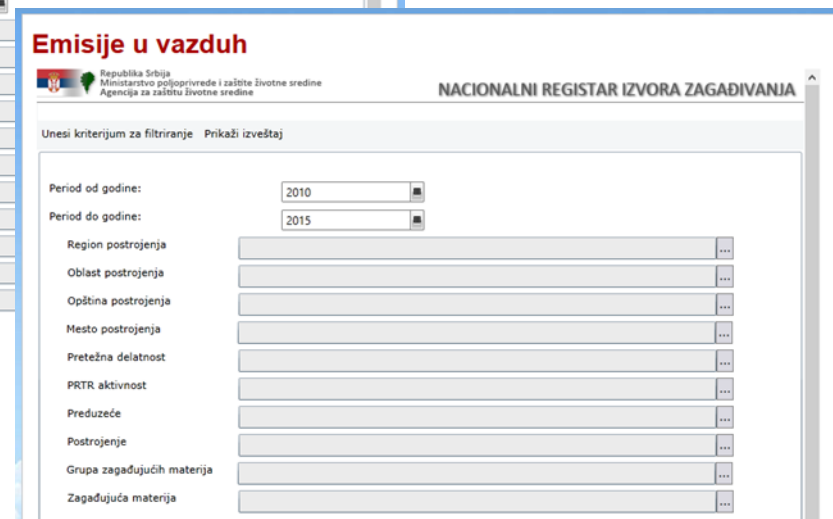 Emisije u vazduh
Republika Srbija
Ministarstvo poljoprivrede i zaštite životne sredine
Agencija za zaštitu životne sredine
NACIONALNI REGISTAR IZVORA ZAGAĐIVANJA
Unesi kriterijum za filtriranje Prikaži izveštaj
Period od godine: 2010
Period do godine: 2015
Region postrojenja ...
Oblast postrojenja ...
Opština postrojenja ...
Mesto postrojenja ...
Pretežna delatnost ...
PRTR aktivnost ...
Preduzeće ...
Postrojenje ...
Grupa zagađujućih materija ...
Zagađujuća materija ...